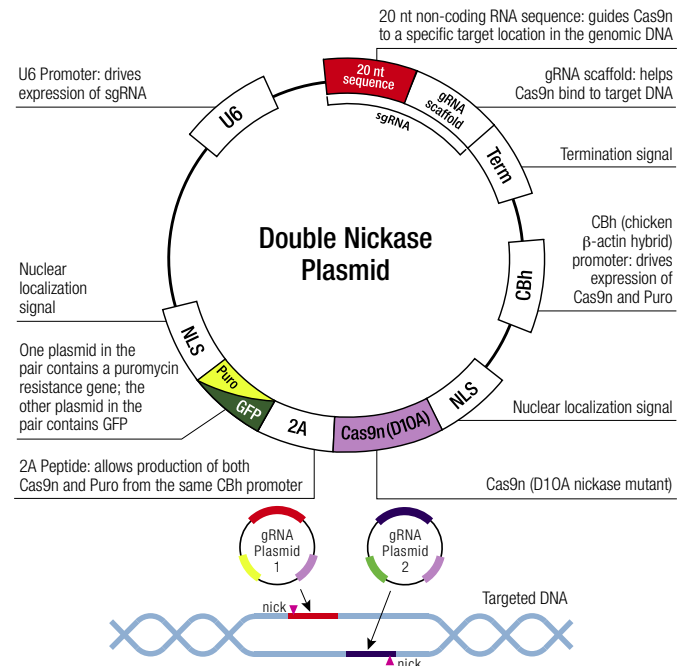 20 nt non-coding RNA sequence: guides Cas9n
to a specific target location in the genomic DNA
U6 Promoter: drives
expression of sgRNA
gRNA scaffold: helps
Cas9n bind to target DNA
20 nt
sequence
gRNA
scaffold
sgRNA
U6
Term
Termination signal
Double Nickase
Plasmid
CBh (chicken
β-actin hybrid)
promoter: drives
expression of
Cas9n and Puro
CBh
Nuclear
localization
signal
NLS
One plasmid in the
pair contains a puromycin
resistance gene; the
other plasmid in the
pair contains GFP
Puro
GFP
2A
Cas9n (D10A)
NLS
Nuclear localization signal
2A Peptide: allows production of both
Cas9n and Puro from the same CBh promoter
Cas9n (D10A nickase mutant)
gRNA
Plasmid
1
gRNA
Plasmid
2
nick
Targeted DNA
nick